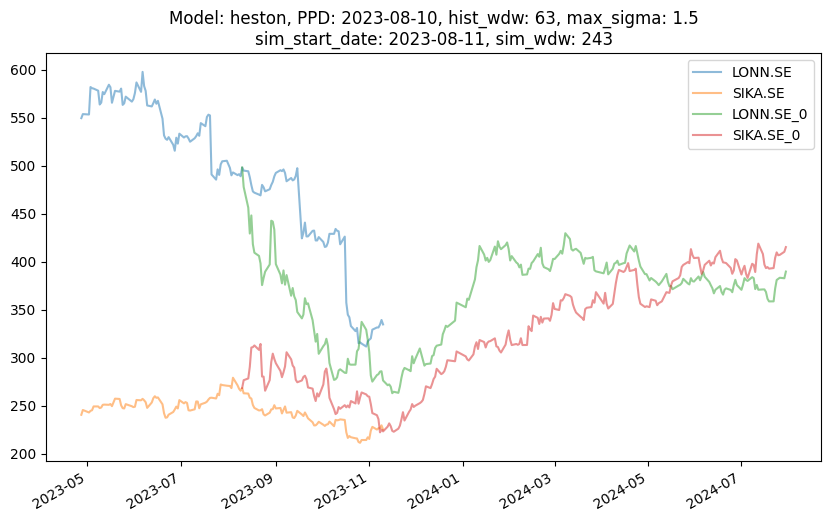 Model: heston, PPD: 2023-08-10, hist_wdw: 63, max_sigma: 1.5
sim_start_date: 2023-08-11, sim_wdw: 243
LONN.SE
SIKA.SE
LONN.SE_0
SIKA.SE_0
600
550
500
450
400
350
300
250
200
2023-05
2023-07
2023-09
2023-11
2024-01
2024-03
2024-05
2024-07